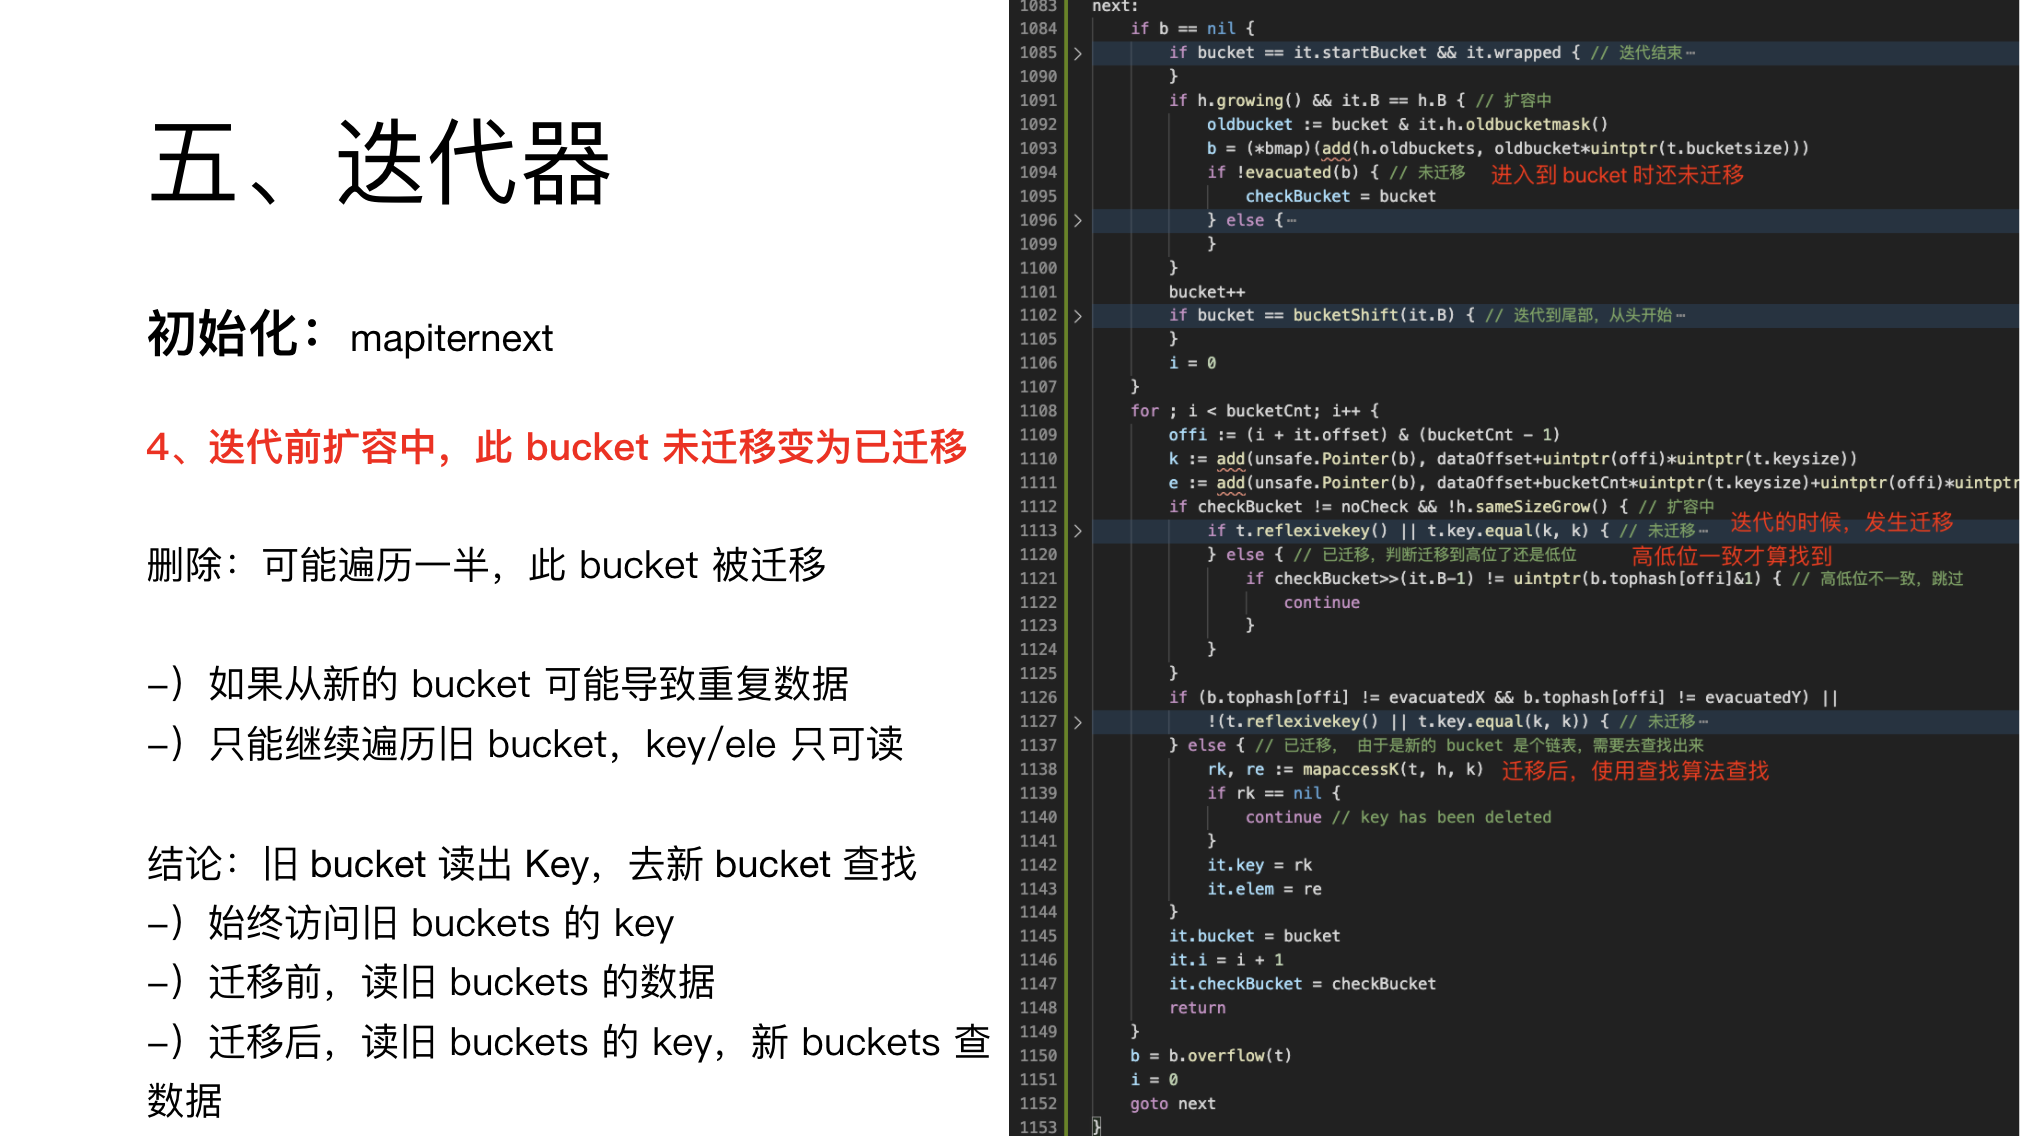 五、迭代器
初始化：mapiternext
4、迭代前扩容中，此 bucket 未迁移变为已迁移
删除：可能遍历一半，此 bucket 被迁移
-）如果从新的 bucket 可能导致重复数据
-）只能继续遍历旧 bucket，key/ele 只可读
结论：旧 bucket 读出 Key，去新 bucket 查找
-）始终访问旧 buckets 的 key
-）迁移前，读旧 buckets 的数据
-）迁移后，读旧 buckets 的 key，新 buckets 查
数据
1083 next:
1084 if b == nil {
1085 if bucket == it.startBucket && it.wrapped { // 迭代结束…
1090 }
1091 if h.growing() && it.B == h.B { // 扩容中
1092 oldbucket := bucket & it.h.oldbucketmask()
1093 b = (*bmap)(add(h.oldbuckets, oldbucket*uintptr(t.bucketsize)))
1094 if !evacuated(b) { // 未迁移 进入到 bucket 时还未迁移
1095 checkBucket = bucket
1096 } else {…
1099 }
1100 }
1101 bucket++
1102 if bucket == bucketShift(it.B) { // 迭代到尾部，从头开始…
1105 }
1106 i = 0
1107 }
1108 for ; i < bucketCnt; i++ {
1109 offi := (i + it.offset) & (bucketCnt - 1)
1110 k := add(unsafe.Pointer(b), dataOffset+uintptr(offi)*uintptr(t.keysize))
1111 e := add(unsafe.Pointer(b), dataOffset+bucketCnt*uintptr(t.keysize)+uintptr(offi)*uintptr
1112 if checkBucket != noCheck && !h.sameSizeGrow() { // 扩容中
1113 if t.reflexivekey() || t.key.equal(k, k) { // 未迁移… 迭代的时候，发生迁移
1120 } else { // 已迁移，判断迁移到高位了还是低位 高低位一致才算找到
1121 if checkBucket>>(it.B-1) != uintptr(b.tophash[offi]&1) { // 高低位不一致，跳过
1122 continue
1123 }
1124 }
1125 }
1126 if (b.tophash[offi] != evacuatedX && b.tophash[offi] != evacuatedY) ||
1127 !(t.reflexivekey() || t.key.equal(k, k)) { // 未迁移…
1137 } else { // 已迁移， 由于是新的 bucket 是个链表，需要去查找出来
1138 rk, re := mapaccessK(t, h, k) 迁移后，使用查找算法查找
1139 if rk == nil {
1140 continue // key has been deleted
1141 }
1142 it.key = rk
1143 it.elem = re
1144 }
1145 it.bucket = bucket
1146 it.i = i + 1
1147 it.checkBucket = checkBucket
1148 return
1149 }
1150 b = b.overflow(t)
1151 i = 0
1152 goto next
1153 }